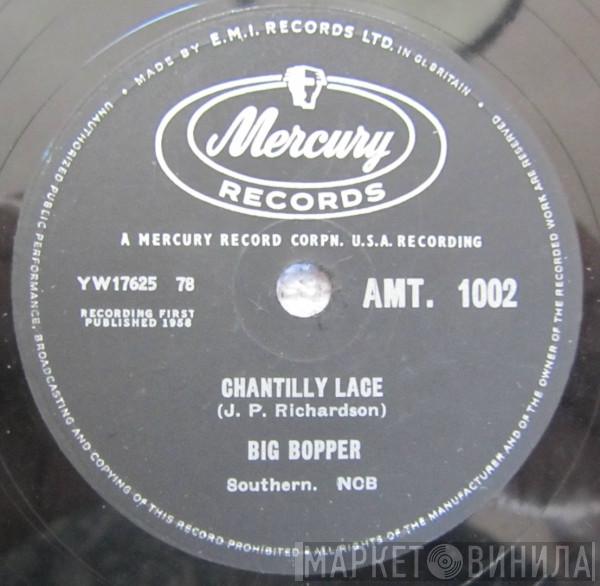 MADE BY E.M.I. RECORDS LTD. IN GT. BRITAIN
Mercury
RECORDS
A MERCURY RECORD CORPN. U.S.A. RECORDING
YW17625 78
AMT. 1002
RECORDING FIRST
PUBLISHED 1958
CHANTILLY LACE
(J. P. Richardson)
BIG BOPPER
Southern. NCB
UNAUTHORIZED PUBLIC PERFORMANCE, BROADCASTING AND COPYING OF THIS RECORD PROHIBITED • ALL RIGHTS OF THE MANUFACTURER AND OF THE OWNER OF THE RECORDED WORK ARE RESERVED
МАРКЕТ ВИНИЛА